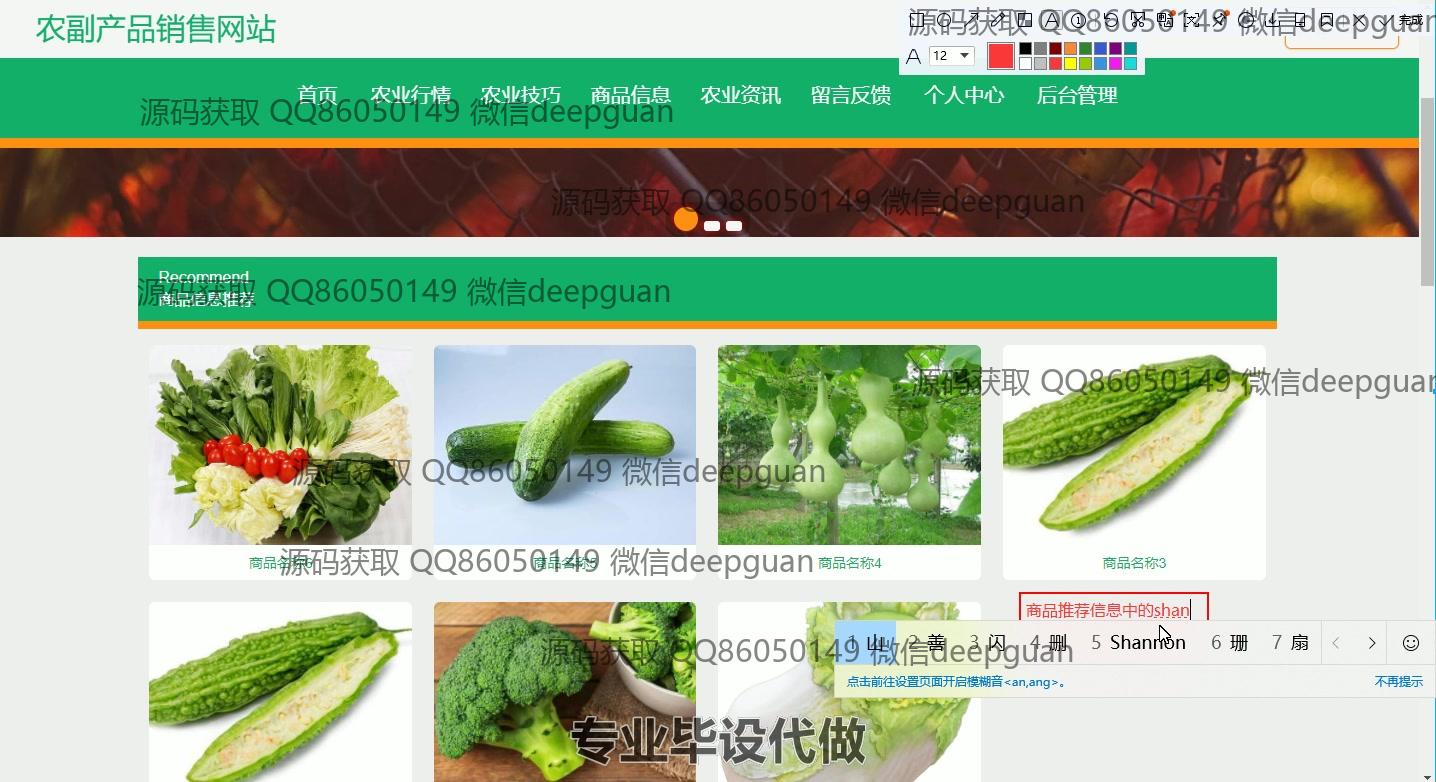 农副产品销售网站
源码获取 QQ86050149 微信deepguan
完成
A 12
首页 农业行情 农业技巧 商品信息 农业资讯 留言反馈 个人中心 后台管理
源码获取 QQ86050149 微信deepguan
源码获取 QQ86050149 微信deepguan
Recommend
源码获取 QQ86050149 微信deepguan
商品信息推荐
源码获取 QQ86050149 微信deepguan
源码获取 QQ86050149 微信deepguan
商品名称6 商品名称5 商品名称4 商品名称3
源码获取 QQ86050149 微信deepguan
商品推荐信息中的shan
1 山 2 善 3 闪 4 删 5 Shannon 6 珊 7 扇
源码获取 QQ86050149 微信deepguan
点击前往设置页面开启模糊音<an,ang>。 不再提示
专业毕设代做